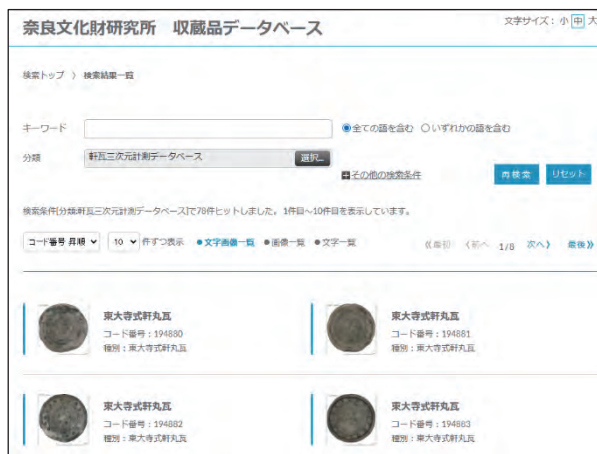 奈良文化財研究所　収蔵品データベース
文字サイズ： 小 中 大
検索トップ 〉 検索結果一覧
キーワード
全ての語を含む いずれかの語を含む
分類 軒瓦三次元計測データベース 選択...
その他の検索条件 再検索 リセット
検索条件[分類:軒瓦三次元計測データベース]で78件ヒットしました。1件目～10件目を表示しています。
コード番号 昇順 10 件ずつ表示 ●文字画像一覧 ●画像一覧 ●文字一覧 《最初 〈前へ 1/8 次へ〉 最後》
東大寺式軒丸瓦
コード番号：194880
種別：東大寺式軒丸瓦
東大寺式軒丸瓦
コード番号：194881
種別：東大寺式軒丸瓦
東大寺式軒丸瓦
コード番号：194882
種別：東大寺式軒丸瓦
東大寺式軒丸瓦
コード番号：194883
種別：東大寺式軒丸瓦